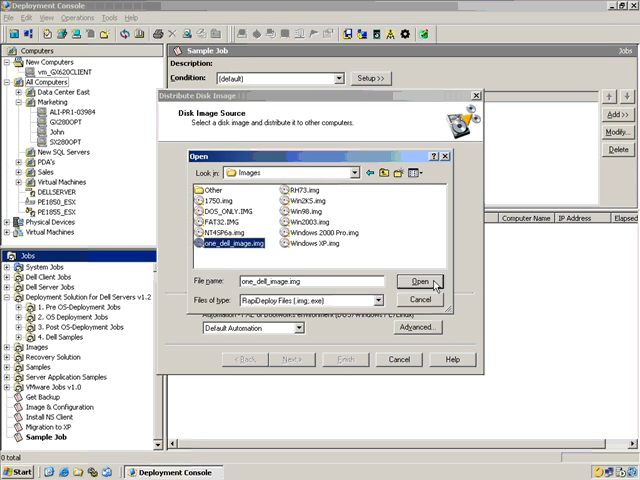 Deployment Console
File Edit View Operations Tools Help
Computers
New Computers
vm_GX620CLIENT
All Computers
Data Center East
Marketing
ALI-PR1-03984
GX280OPT
John
SX280OPT
New SQL Servers
PDA's
Sales
Virtual Machines
DELLSERVER
PE1850_ESX
PE1855_ESX
Physical Devices
Virtual Machines
Jobs
System Jobs
Dell Client Jobs
Dell Server Jobs
Deployment Solution for Dell Servers v1.2
1. Pre OS-Deployment Jobs
2. OS Deployment Jobs
3. Post OS-Deployment Jobs
4. Dell Samples
Images
Recovery Solution
Samples
Server Application Samples
VMware Jobs v1.0
Get Backup
Image & Configuration
Install NS Client
Migration to XP
Sample Job
0 total
Start
Deployment Console
Sample Job
Jobs
Description:
Condition:
(default)
Setup >>
Add >>
Modify...
Delete
Computer Name
IP Address
Elapsed
Distribute Disk Image
Disk Image Source
Select a disk image and distribute it to other computers.
Open
Look in:
Images
Other
1750.img
DOS_ONLY.IMG
FAT32.IMG
NT4SP6a.img
one_dell_image.img
RH73.img
Win2KS.img
Win98.img
Win2003.img
Windows 2000 Pro.img
Windows XP.img
File name:
one_dell_image.img
Open
Files of type:
RapiDeploy Files (.img;.exe)
Cancel
Default Automation
Advanced...
< Back
Next >
Finish
Cancel
Help